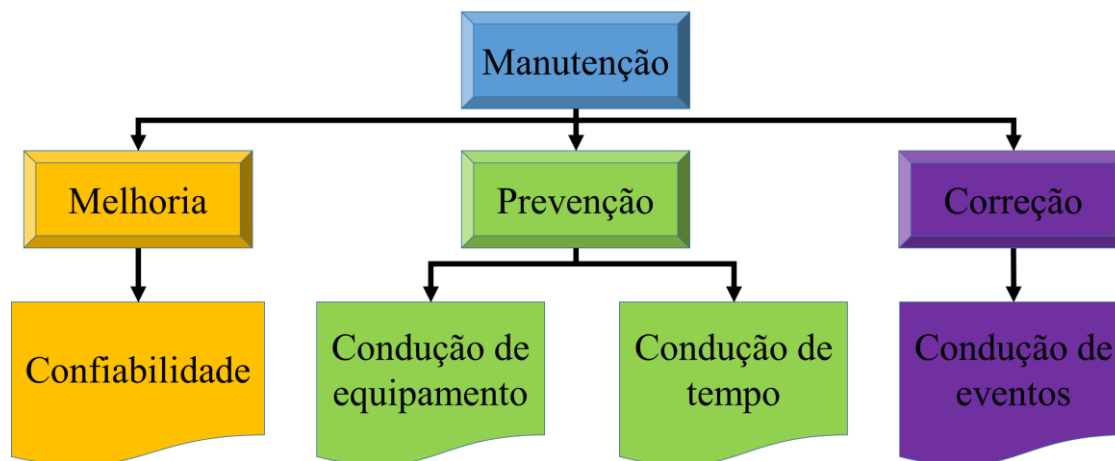 Manutenção
Melhoria
Prevenção
Correção
Confiabilidade
Condução de
equipamento
Condução de
tempo
Condução de
eventos